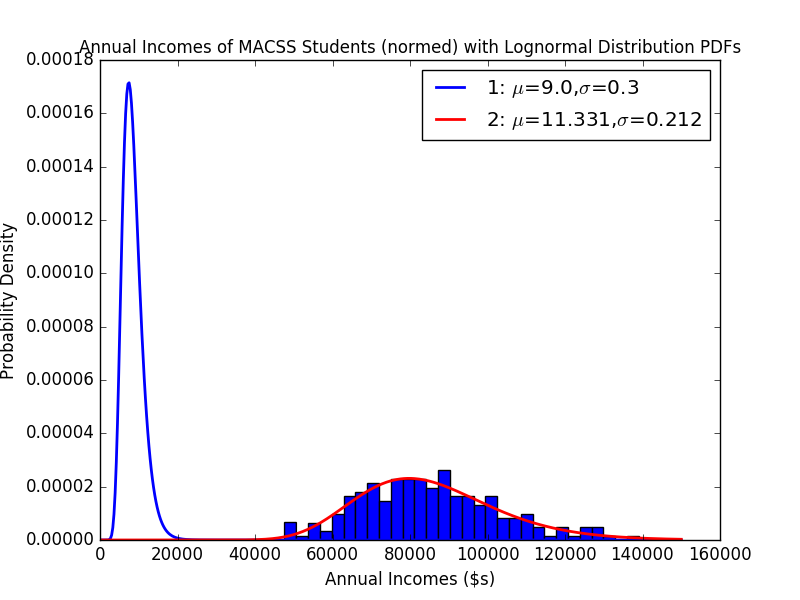 Annual Incomes of MACSS Students (normed) with Lognormal Distribution PDFs
0.00018
0.00016
0.00014
0.00012
0.00010
0.00008
0.00006
0.00004
0.00002
0.00000
Probability Density
1: μ=9.0,σ=0.3
2: μ=11.331,σ=0.212
0 20000 40000 60000 80000 100000 120000 140000 160000
Annual Incomes ($s)